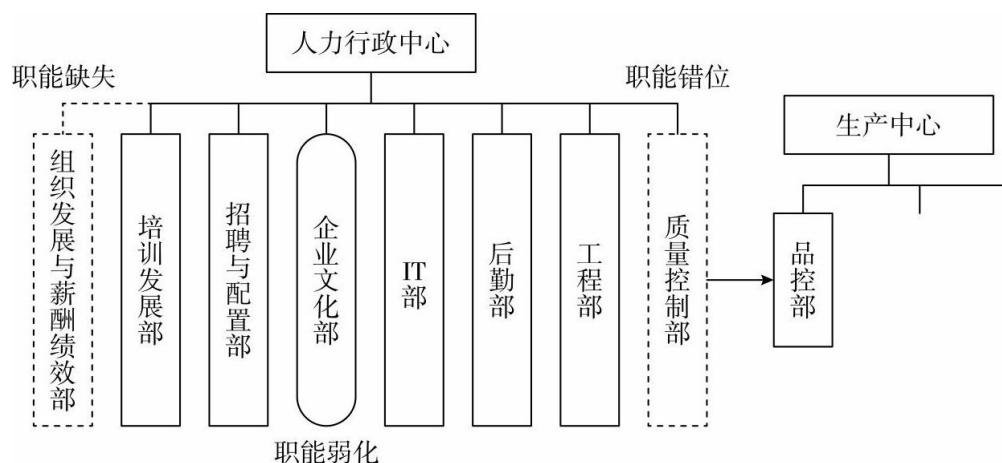 人力行政中心
职能缺失
职能错位
生产中心
组织发展与薪酬绩效部
培训发展部
招聘与配置部
企业文化部
IT部
后勤部
工程部
质量控制部
品控部
职能弱化